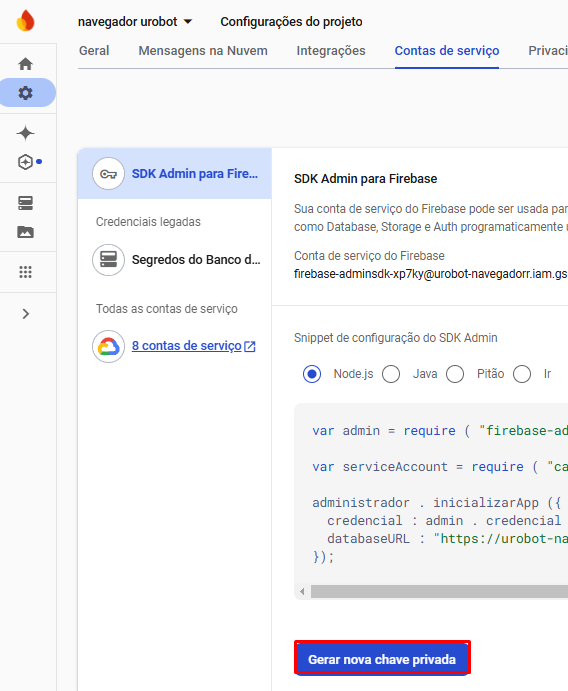 navegador urobot
Configurações do projeto
Geral
Mensagens na Nuvem
Integrações
Contas de serviço
Privaci
SDK Admin para Fire...
Credenciais legadas
Segredos do Banco d...
Todas as contas de serviço
8 contas de serviço
SDK Admin para Firebase
Sua conta de serviço do Firebase pode ser usada par
como Database, Storage e Auth programaticamente u
Conta de serviço do Firebase
firebase-adminsdk-xp7ky@urobot-navegadorr.iam.gs
Snippet de configuração do SDK Admin
Node.js
Java
Pitão
Ir
var admin = require ( "firebase-ad
var serviceAccount = require ( "ca
administrador . inicializarApp ({
credencial : admin . credencial
databaseURL : "https://urobot-na
});
Gerar nova chave privada